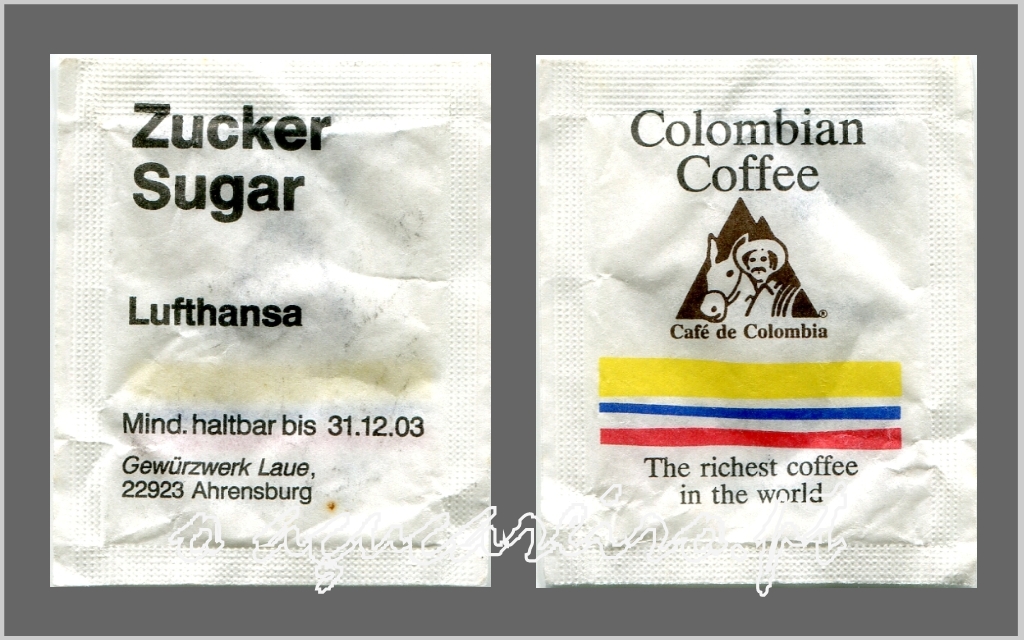 Zucker
Sugar
Lufthansa
Mind. haltbar bis 31.12.03
Gewürzwerk Laue,
22923 Ahrensburg
Colombian
Coffee
Café de Colombia
®
The richest coffee
in the world